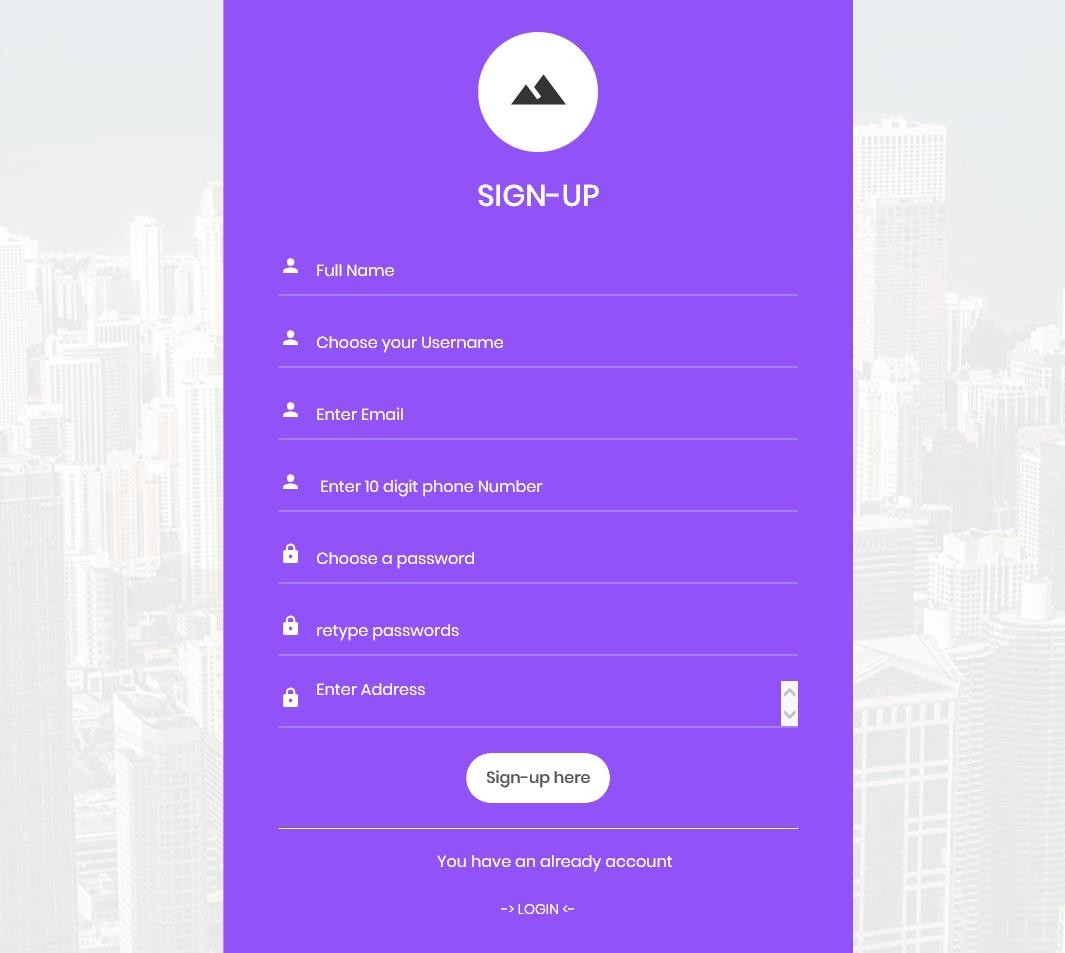 SIGN-UP
Full Name
Choose your Username
Enter Email
Enter 10 digit phone Number
Choose a password
retype passwords
Enter Address
Sign-up here
You have an already account
-> LOGIN <-